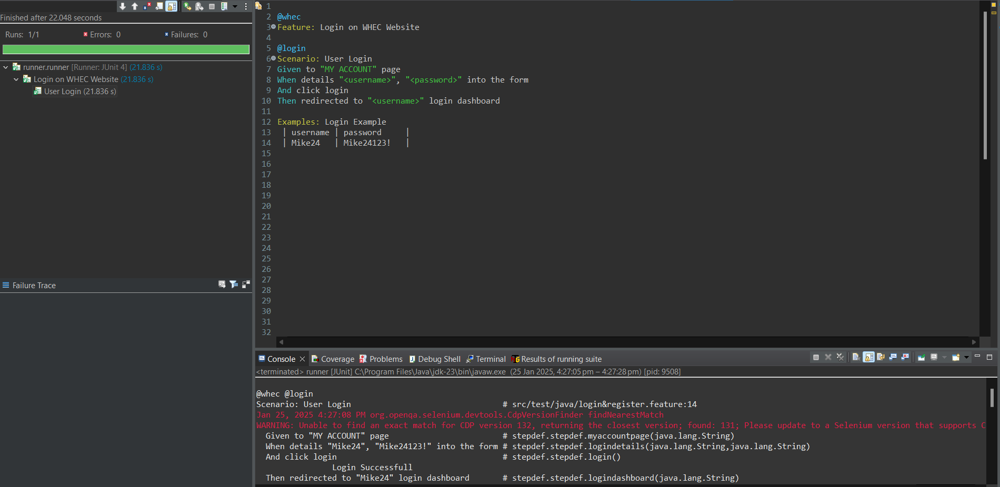 Finished after 22.048 seconds
Runs: 1/1 Errors: 0 Failures: 0
runner.runner [Runner: JUnit 4] (21.836 s)
Login on WHEC Website (21.836 s)
User Login (21.836 s)
Failure Trace
1
2 @whec
3 Feature: Login on WHEC Website
4
5 @login
6 Scenario: User Login
7 Given to "MY ACCOUNT" page
8 When details "<username>", "<password>" into the form
9 And click login
10 Then redirected to "<username>" login dashboard
11
12 Examples: Login Example
13 | username | password |
14 | Mike24 | Mike24123! |
15
16
17
18
19
20
21
22
23
24
25
26
27
28
29
30
31
32
Console Coverage Problems Debug Shell Terminal Results of running suite
<terminated> runner [JUnit] C:\Program Files\Java\jdk-23\bin\javaw.exe (25 Jan 2025, 4:27:05 pm – 4:27:28 pm) [pid: 9508]
@whec @login
Scenario: User Login # src/test/java/login&register.feature:14
Jan 25, 2025 4:27:08 PM org.openqa.selenium.devtools.CdpVersionFinder findNearestMatch
WARNING: Unable to find an exact match for CDP version 132, returning the closest version; found: 131; Please update to a Selenium version that supports C
Given to "MY ACCOUNT" page # stepdef.stepdef.myaccountpage(java.lang.String)
When details "Mike24", "Mike24123!" into the form # stepdef.stepdef.logindetails(java.lang.String,java.lang.String)
And click login # stepdef.stepdef.login()
Login Successfull
Then redirected to "Mike24" login dashboard # stepdef.stepdef.logindashboard(java.lang.String)